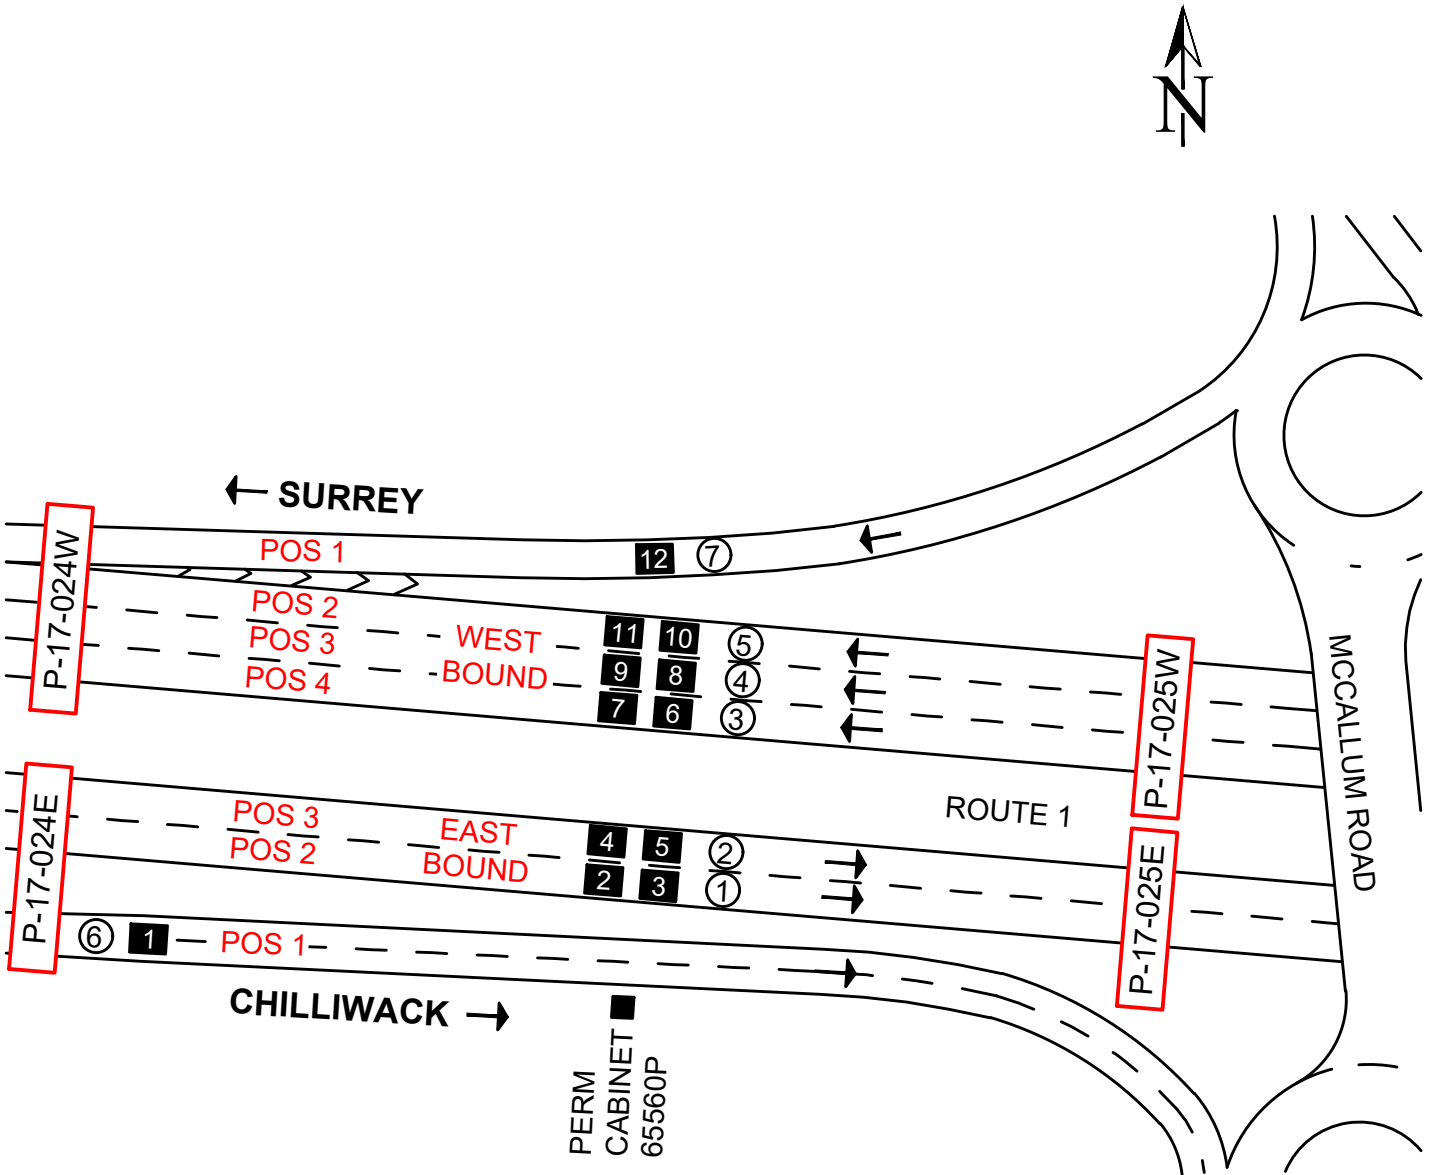 N
SURREY
P-17-024W
POS 1
12
7
POS 2
POS 3
POS 4
WEST
BOUND
11
10
5
9
8
4
7
6
3
P-17-025W
MCCALLUM ROAD
ROUTE 1
P-17-024E
POS 3
POS 2
EAST
BOUND
4
5
2
2
3
1
P-17-025E
6
1
POS 1
CHILLIWACK
PERM
CABINET
65560P